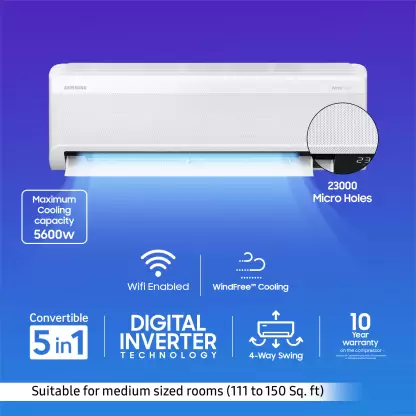 SAMSUNG
23
23000
Micro Holes
Maximum
Cooling
capacity
5600w
Wifi Enabled
WindFree™ Cooling
Convertible
5 in 1
DIGITAL
INVERTER
TECHNOLOGY
4-Way Swing
10 Year
warranty
on the compressor
Suitable for medium sized rooms (111 to 150 Sq. ft)